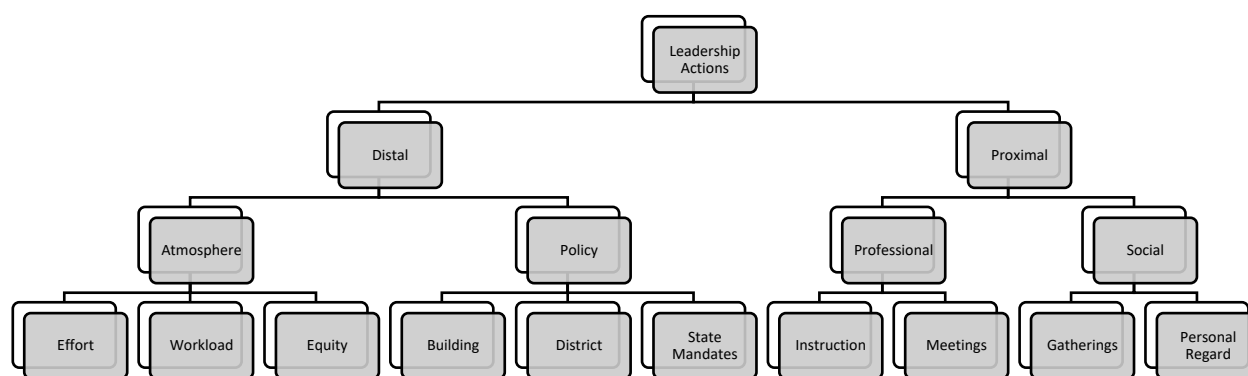 Leadership
Actions
Distal
Proximal
Atmosphere
Policy
Professional
Social
Effort
Workload
Equity
Building
District
State
Mandates
Instruction
Meetings
Gatherings
Personal
Regard